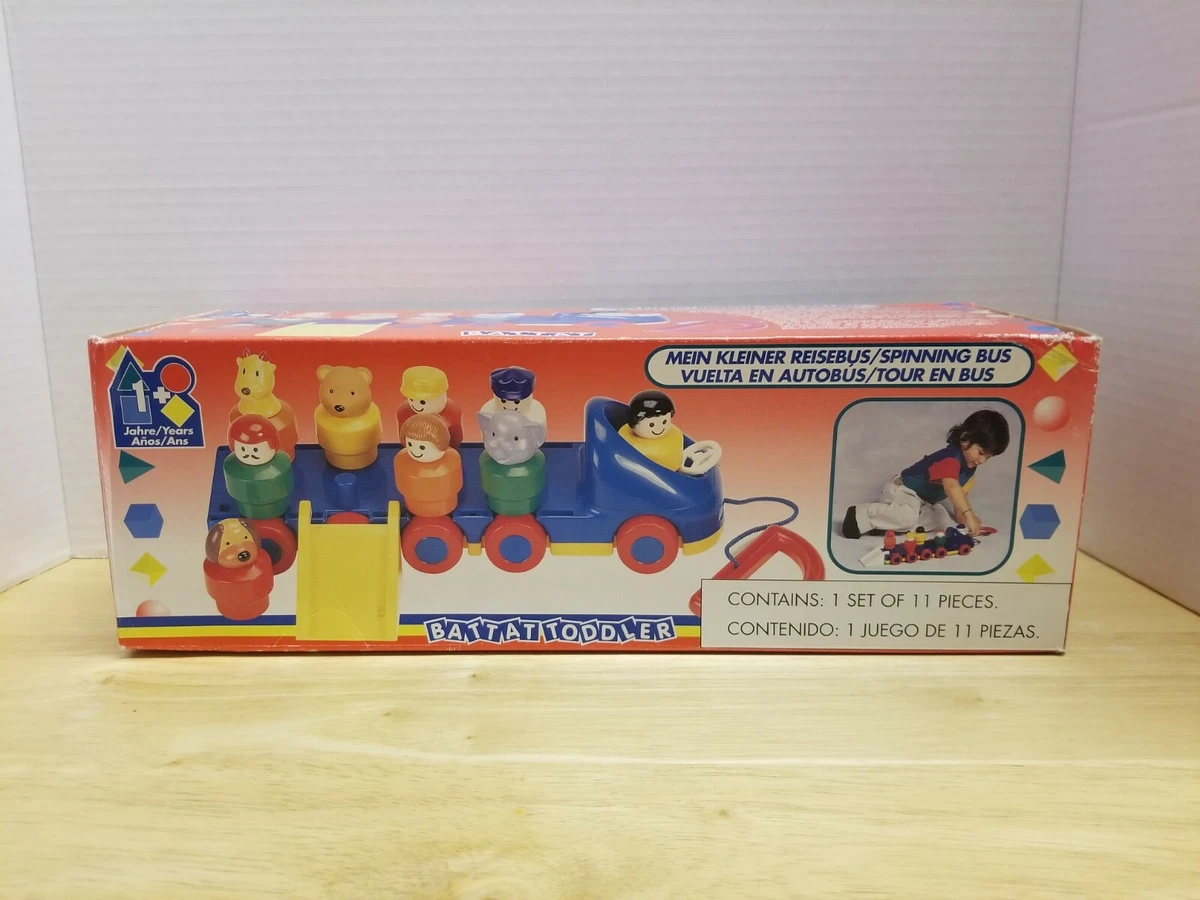 BATTAT
MEIN KLEINER REISEBUS/SPINNING BUS
VUELTA EN AUTOBÚS/TOUR EN BUS
1+
Jahre/Years
Años/Ans
BATTAT TODDLER
CONTAINS: 1 SET OF 11 PIECES.
CONTENIDO: 1 JUEGO DE 11 PIEZAS.